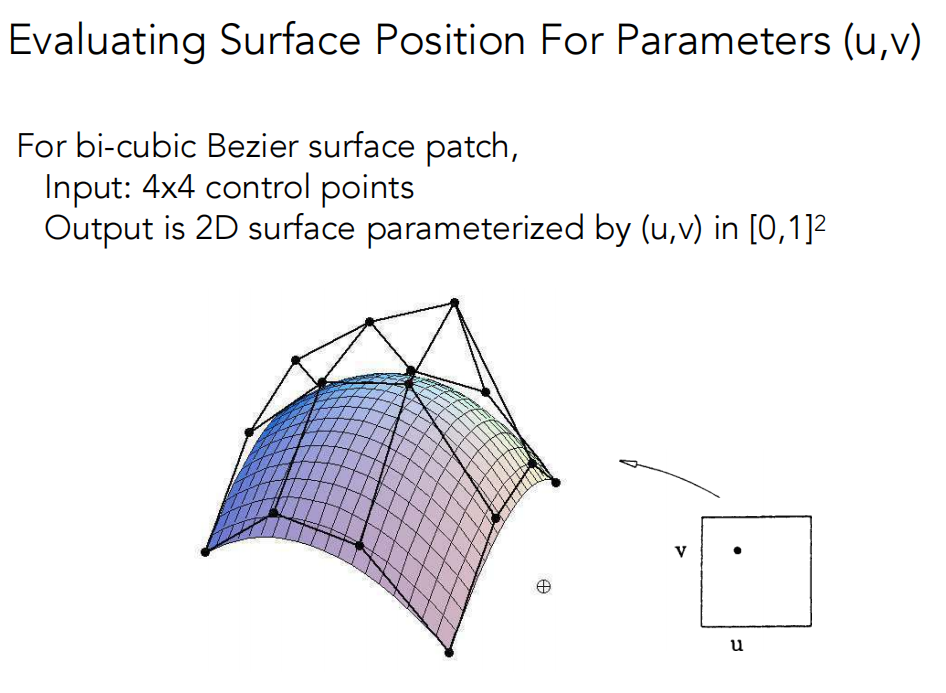 Evaluating Surface Position For Parameters (u,v)
For bi-cubic Bezier surface patch,
Input: 4x4 control points
Output is 2D surface parameterized by (u,v) in [0,1]²
v
u